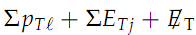 Σp_{Tℓ} + ΣE_{Tj} + E̸_T